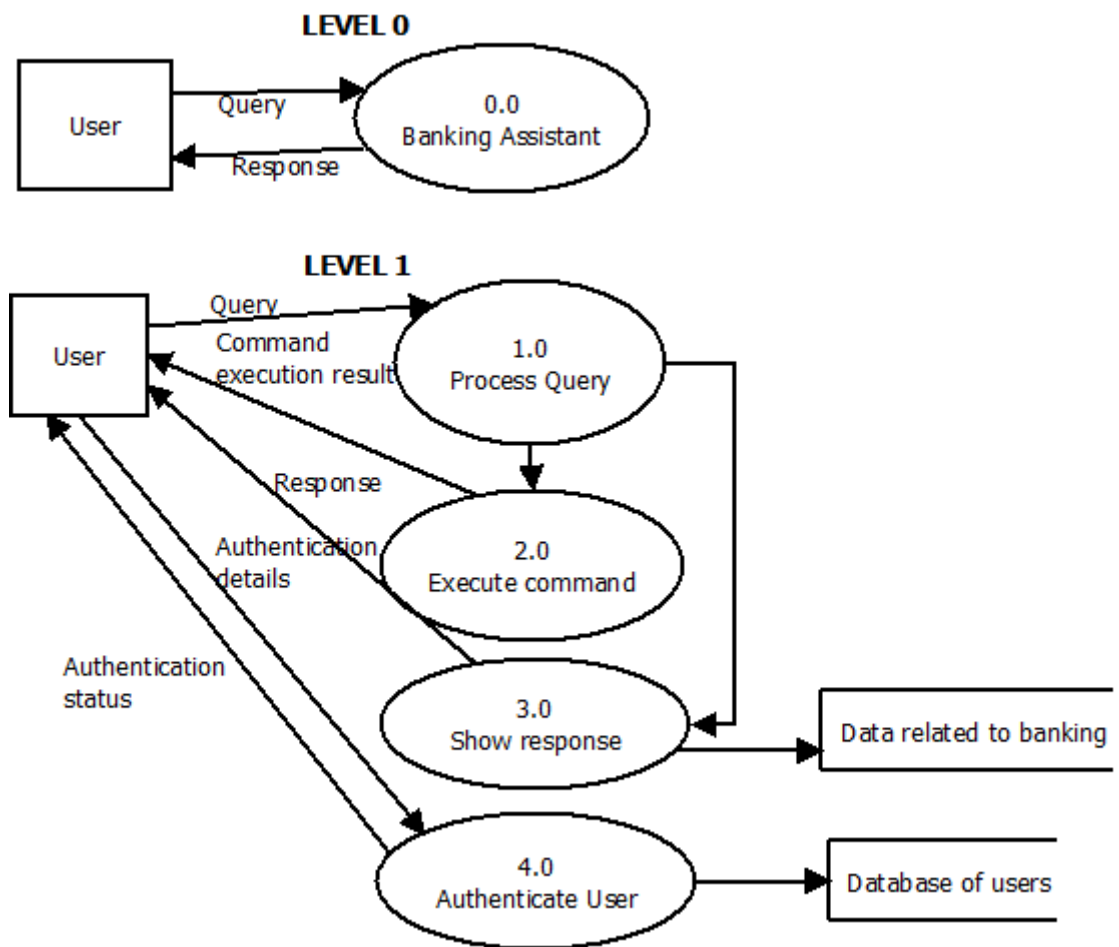 LEVEL 0
User
Query
Response
0.0
Banking Assistant
LEVEL 1
User
Query
Command
execution result
1.0
Process Query
Response
2.0
Execute command
Authentication
details
Authentication
status
3.0
Show response
Data related to banking
4.0
Authenticate User
Database of users